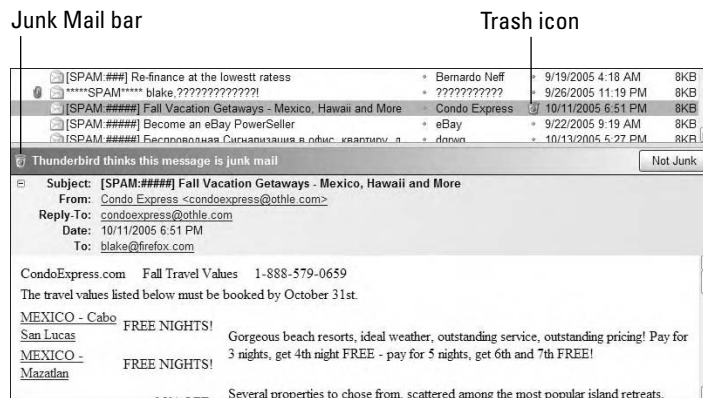 Junk Mail bar
Trash icon
[SPAM:###] Re-finance at the lowestt ratess Bernardo Neff 9/19/2005 4:18 AM 8KB
*****SPAM***** blake,?????????????! ??????????? 9/26/2005 11:19 PM 8KB
[SPAM:#####] Fall Vacation Getaways - Mexico, Hawaii and More Condo Express 10/11/2005 6:51 PM 8KB
[SPAM:#####] Become an eBay PowerSeller eBay 9/22/2005 9:19 AM 8KB
[SPAM:#####] Беспроводная Сигнаризация в офис, квартиру, д 10/13/2005 5:27 PM 8KB
Thunderbird thinks this message is junk mail Not Junk
Subject: [SPAM:#####] Fall Vacation Getaways - Mexico, Hawaii and More
From: Condo Express <condoexpress@othle.com>
Reply-To: condoexpress@othle.com
Date: 10/11/2005 6:51 PM
To: blake@firefox.com
CondoExpress.com Fall Travel Values 1-888-579-0659
The travel values listed below must be booked by October 31st.
MEXICO - Cabo San Lucas FREE NIGHTS!
MEXICO - Mazatlan FREE NIGHTS!
Gorgeous beach resorts, ideal weather, outstanding service, outstanding pricing! Pay for
3 nights, get 4th night FREE - pay for 5 nights, get 6th and 7th FREE!
Several properties to chose from, scattered among the most popular island retreats.